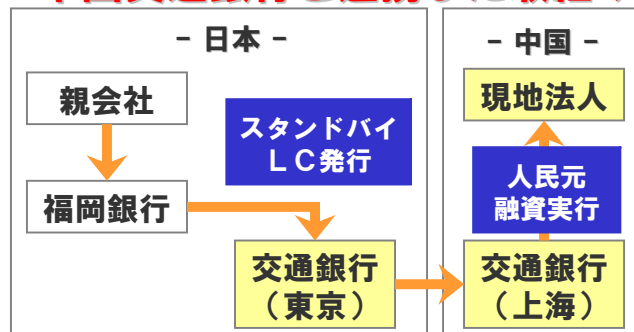 - 日本 -
- 中国 -
親会社
現地法人
スタンドバイ
ＬＣ発行
人民元
融資実行
福岡銀行
交通銀行
（東京）
交通銀行
（上海）